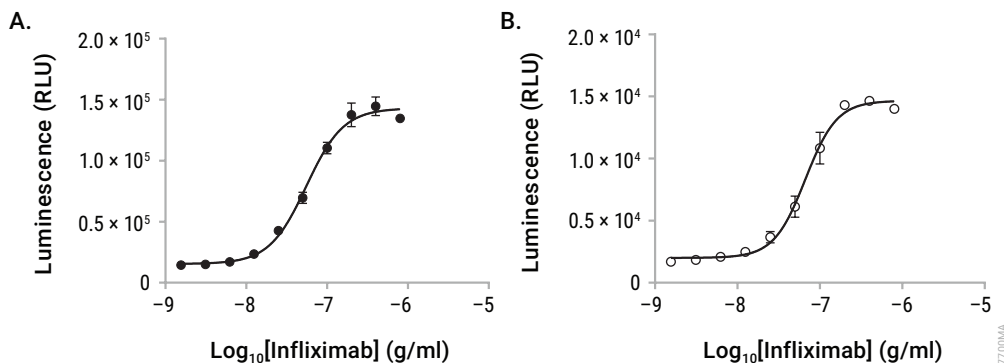 A.
Luminescence (RLU)
2.0 × 10⁵
1.5 × 10⁵
1.0 × 10⁵
0.5 × 10⁵
0
−9 −8 −7 −6 −5
Log₁₀[Infliximab] (g/ml)
B.
Luminescence (RLU)
2.0 × 10⁴
1.5 × 10⁴
1.0 × 10⁴
0.5 × 10⁴
0
−9 −8 −7 −6 −5
Log₁₀[Infliximab] (g/ml)